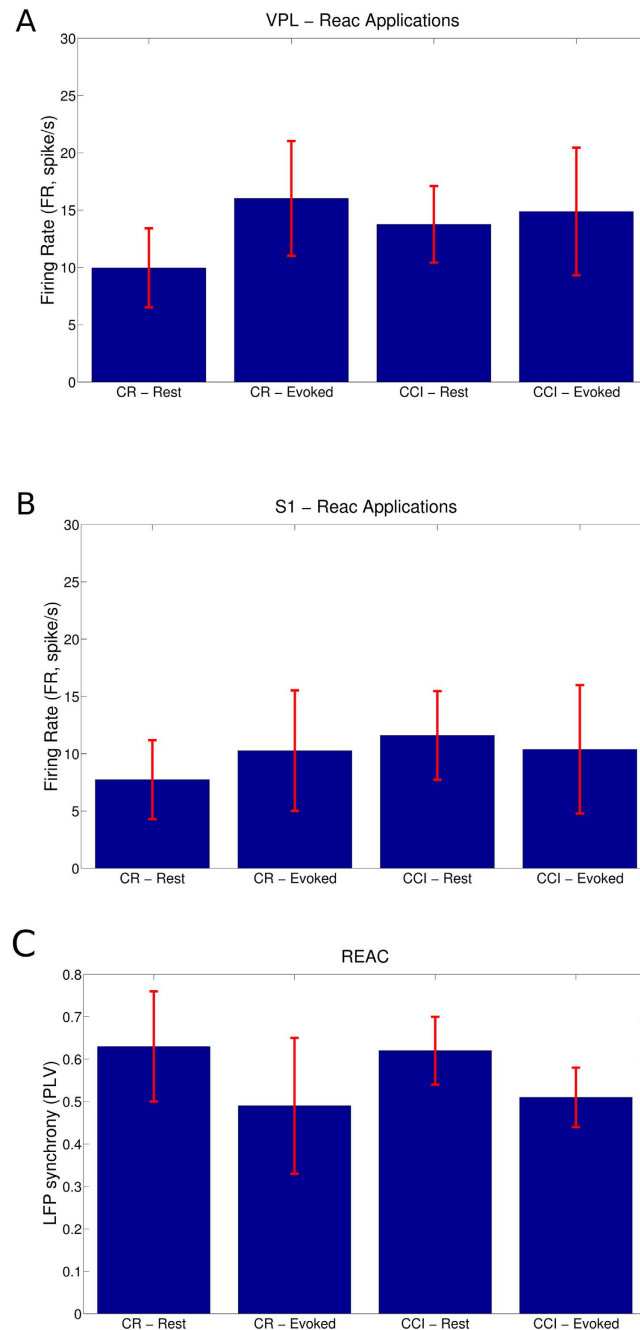 A
VPL – Reac Applications
Firing Rate (FR, spike/s)
30
25
20
15
10
5
0
CR – Rest CR – Evoked CCI – Rest CCI – Evoked
B
S1 – Reac Applications
Firing Rate (FR, spike/s)
30
25
20
15
10
5
0
CR – Rest CR – Evoked CCI – Rest CCI – Evoked
C
REAC
LFP synchrony (PLV)
0.8
0.7
0.6
0.5
0.4
0.3
0.2
0.1
0
CR – Rest CR – Evoked CCI – Rest CCI – Evoked